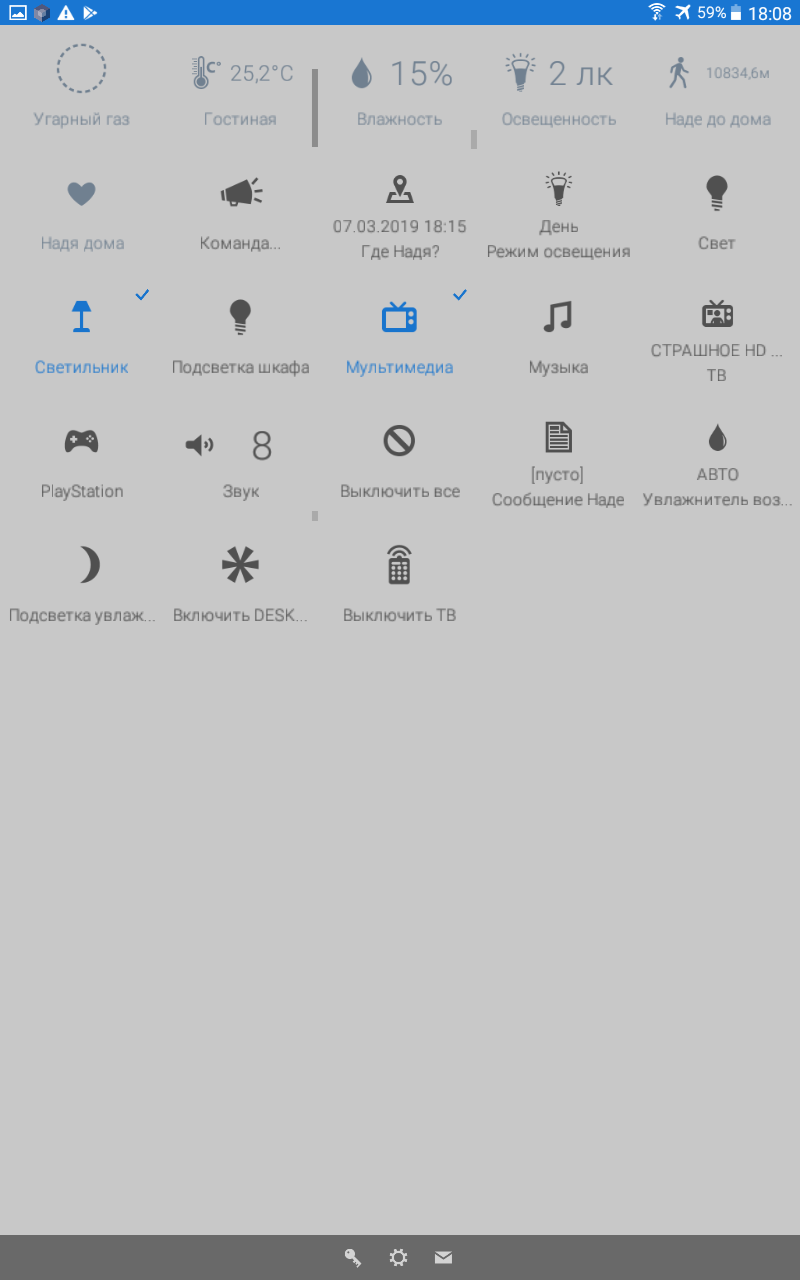 59% 18:08
C° 25,2°C
15%
2 лк
10834,6м
Угарный газ
Гостиная
Влажность
Освещенность
Наде до дома
Надя дома
Команда...
07.03.2019 18:15
Где Надя?
День
Режим освещения
Свет
Светильник
Подсветка шкафа
Мультимедиа
Музыка
СТРАШНОЕ HD ...
ТВ
PlayStation
8
Звук
Выключить все
[пусто]
Сообщение Наде
АВТО
Увлажнитель воз...
Подсветка увлаж...
Включить DESK...
Выключить ТВ